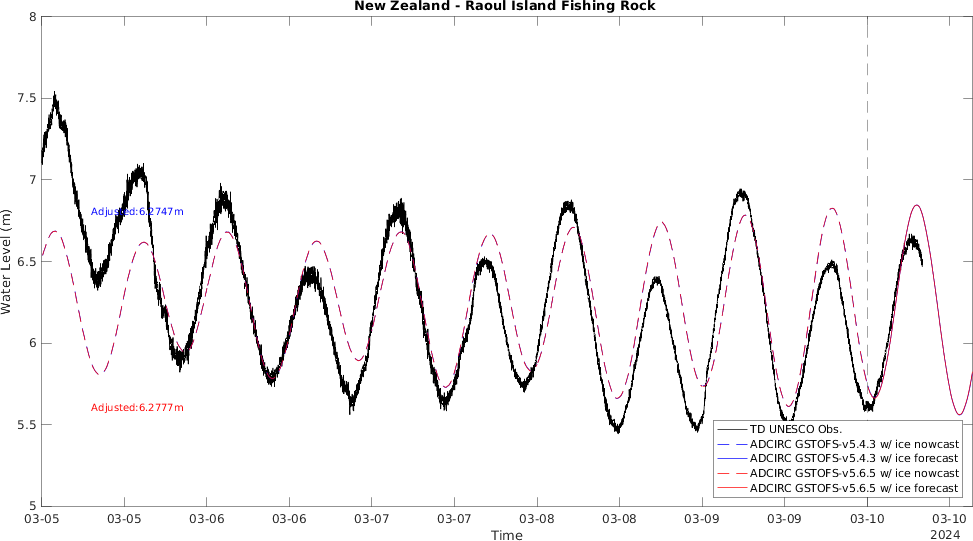 New Zealand - Raoul Island Fishing Rock
Water Level (m)
8
7.5
7
6.5
6
5.5
5
Adjusted:6.2747m
Adjusted:6.2777m
TD UNESCO Obs.
ADCIRC GSTOFS-v5.4.3 w/ ice nowcast
ADCIRC GSTOFS-v5.4.3 w/ ice forecast
ADCIRC GSTOFS-v5.6.5 w/ ice nowcast
ADCIRC GSTOFS-v5.6.5 w/ ice forecast
03-05 03-05 03-06 03-06 03-07 03-07 03-08 03-08 03-09 03-09 03-10 03-10
Time 2024